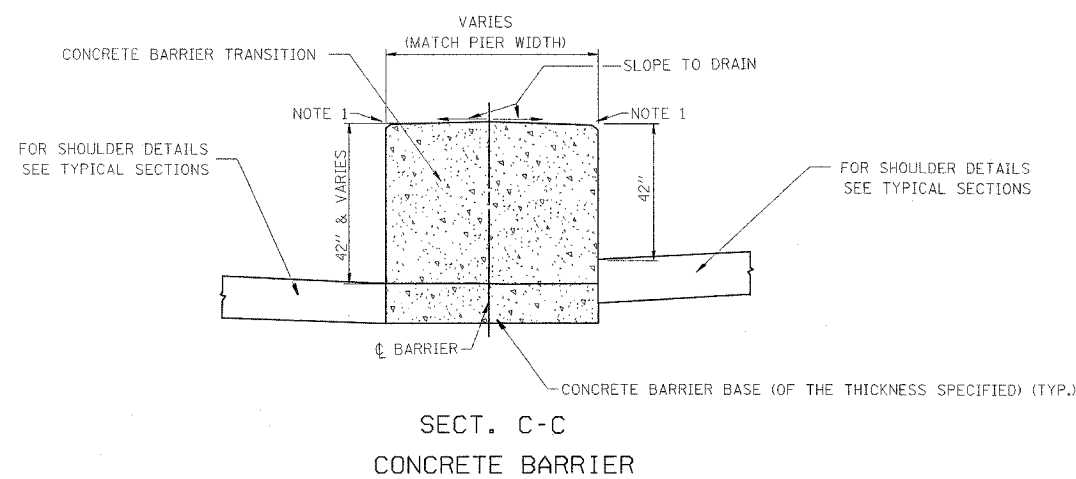 VARIES
(MATCH PIER WIDTH)
CONCRETE BARRIER TRANSITION
SLOPE TO DRAIN
NOTE 1
NOTE 1
FOR SHOULDER DETAILS
SEE TYPICAL SECTIONS
42" & VARIES
42"
FOR SHOULDER DETAILS
SEE TYPICAL SECTIONS
℄ BARRIER
CONCRETE BARRIER BASE (OF THE THICKNESS SPECIFIED) (TYP.)
SECT. C-C
CONCRETE BARRIER